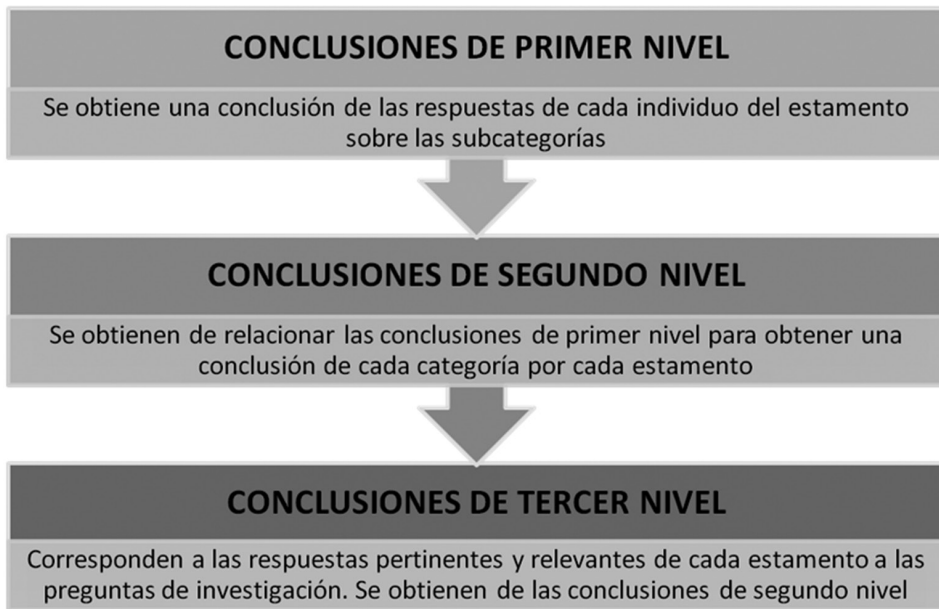 CONCLUSIONES DE PRIMER NIVEL
Se obtiene una conclusión de las respuestas de cada individuo del estamento
sobre las subcategorías
CONCLUSIONES DE SEGUNDO NIVEL
Se obtienen de relacionar las conclusiones de primer nivel para obtener una
conclusión de cada categoría por cada estamento
CONCLUSIONES DE TERCER NIVEL
Corresponden a las respuestas pertinentes y relevantes de cada estamento a las
preguntas de investigación. Se obtienen de las conclusiones de segundo nivel